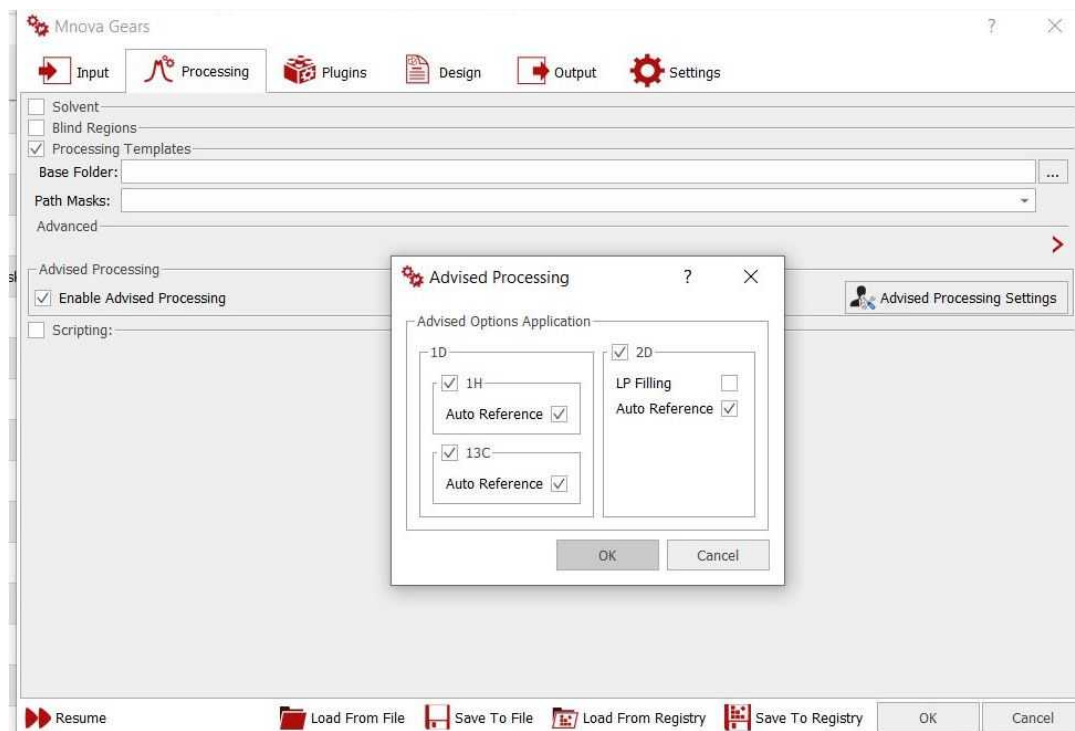 Mnova Gears
Input Processing Plugins Design Output Settings
Solvent
Blind Regions
Processing Templates
Base Folder: ...
Path Masks:
Advanced
Advised Processing
Enable Advised Processing
Advised Processing Settings
Scripting:
Advised Processing ?
Advised Options Application
1D
1H
Auto Reference
13C
Auto Reference
2D
LP Filling
Auto Reference
OK Cancel
Resume Load From File Save To File Load From Registry Save To Registry OK Cancel